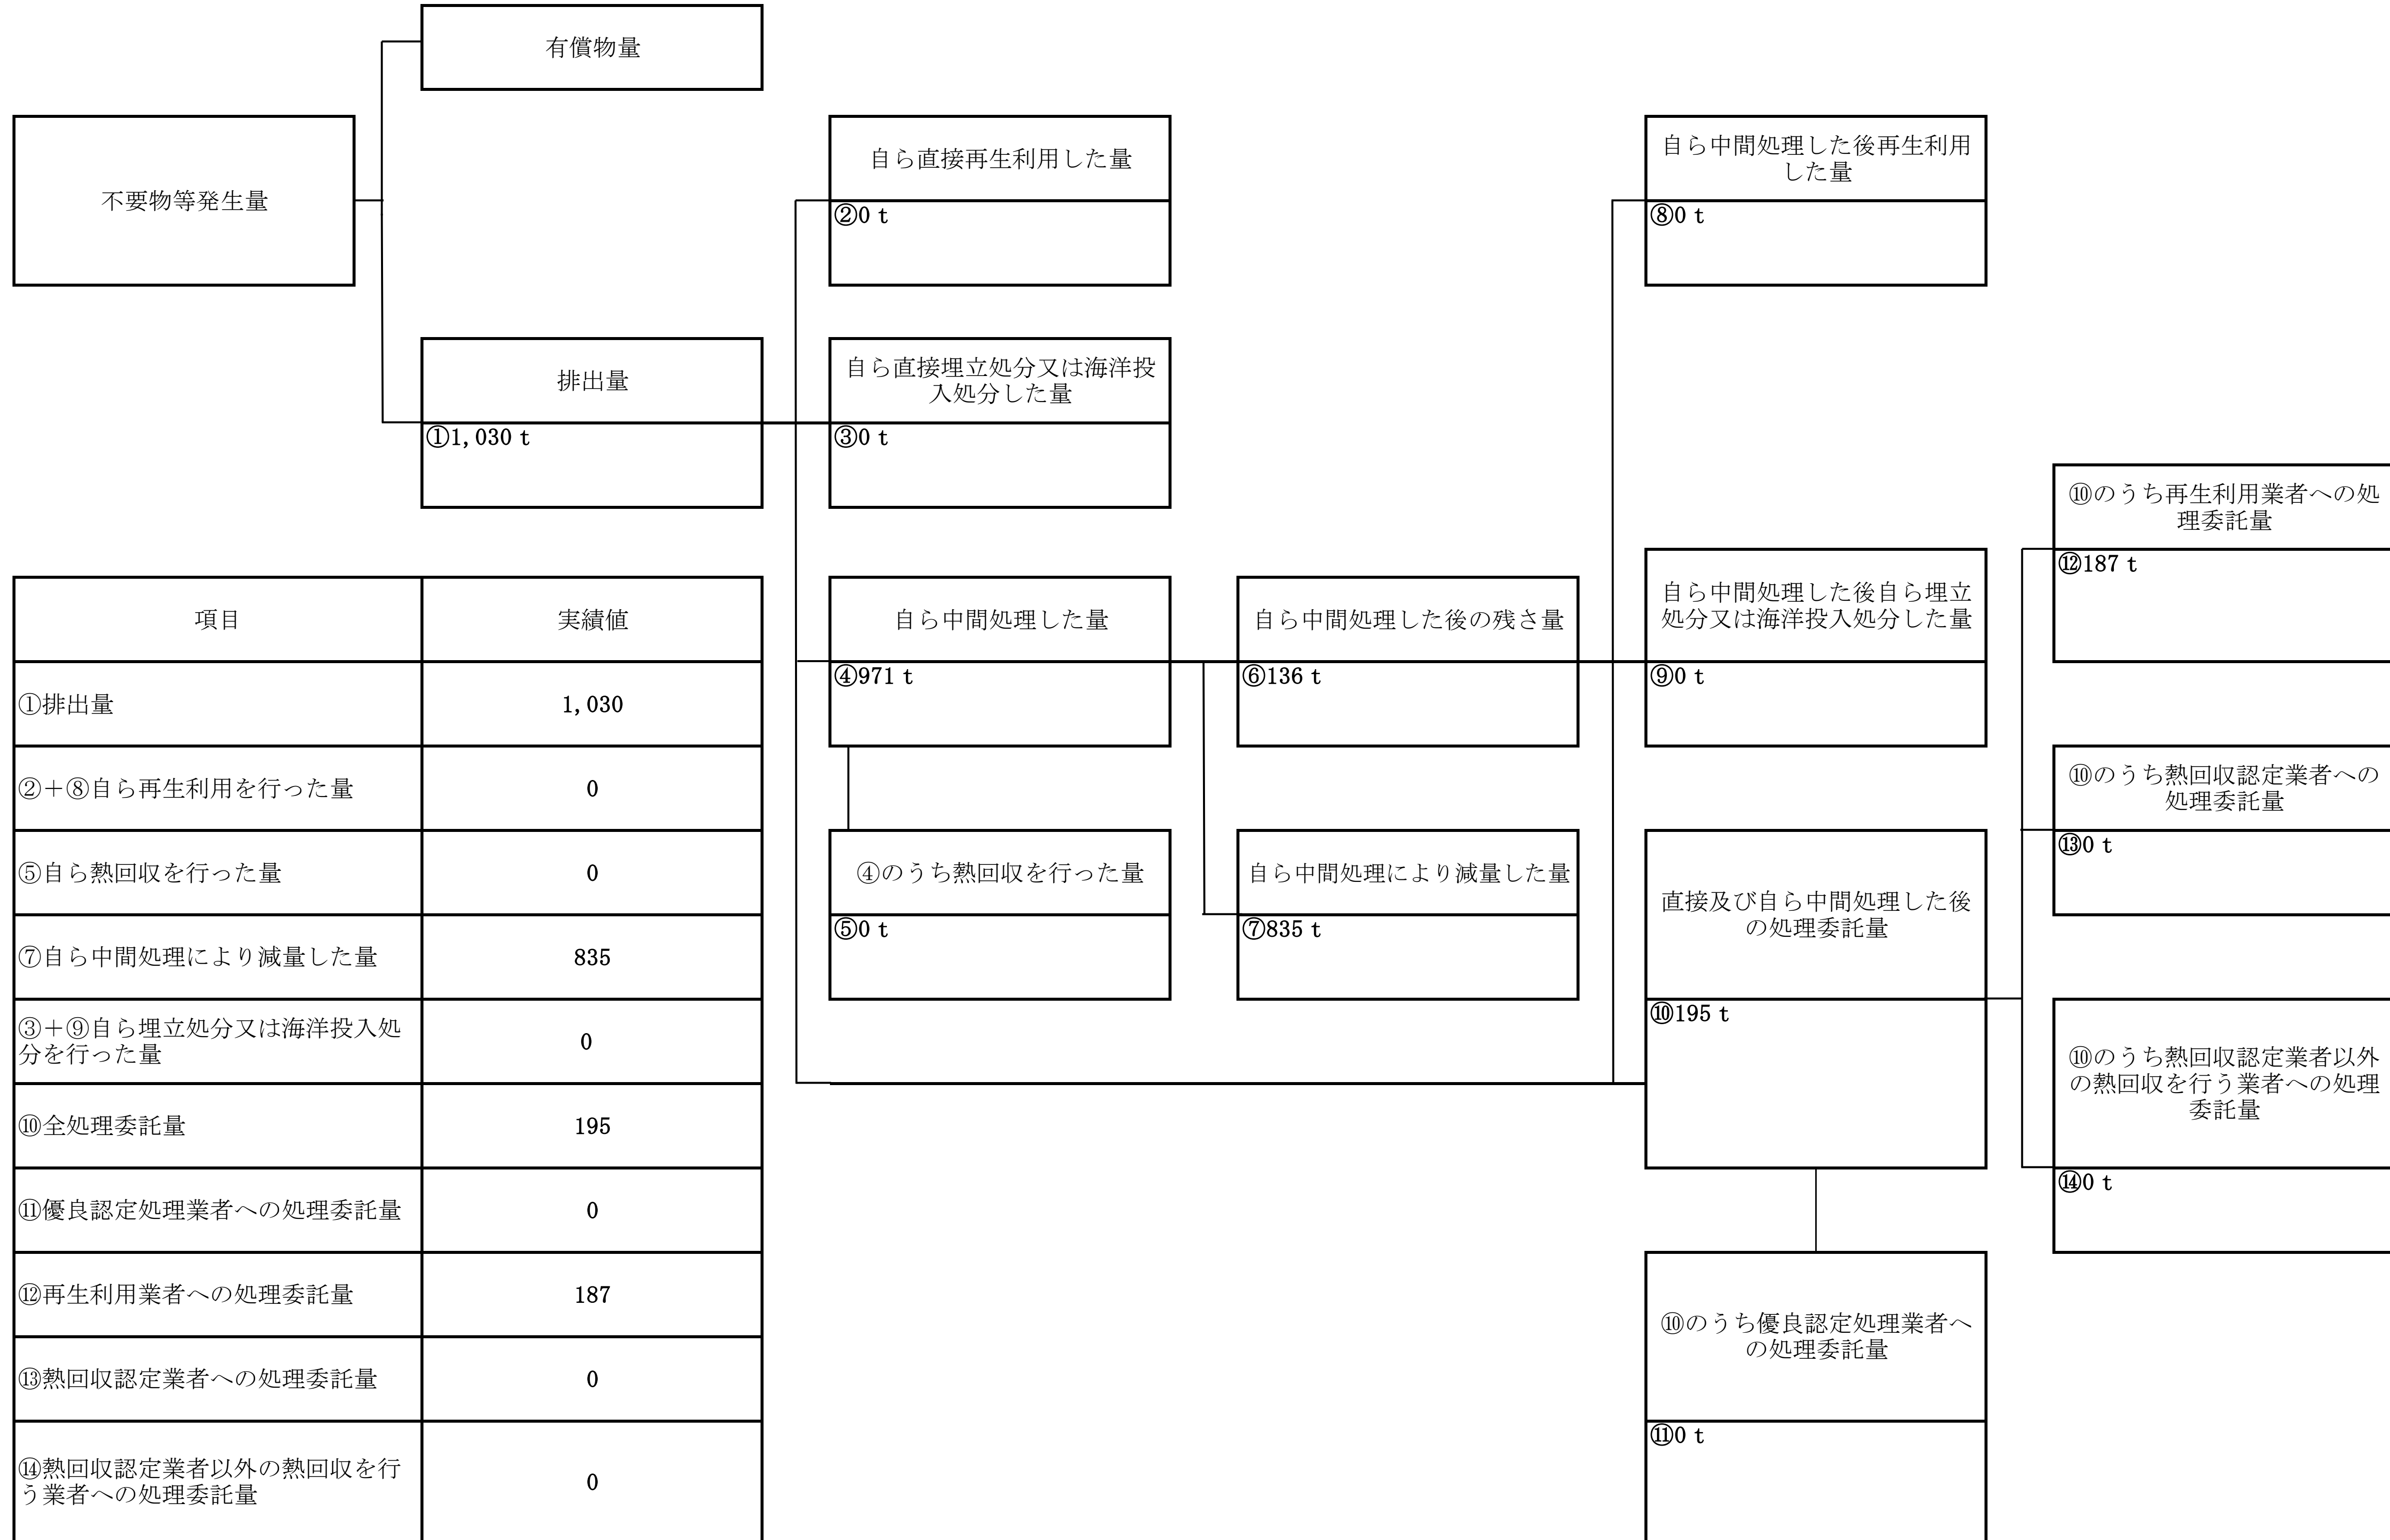 有償物量
不要物等発生量
自ら直接再生利用した量
②0 t
自ら中間処理した後再生利用
した量
⑧0 t
排出量
①1,030 t
自ら直接埋立処分又は海洋投
入処分した量
③0 t
⑩のうち再生利用業者への処
理委託量
⑫187 t
自ら中間処理した量
④971 t
自ら中間処理した後の残さ量
⑥136 t
自ら中間処理した後自ら埋立
処分又は海洋投入処分した量
⑨0 t
⑩のうち熱回収認定業者への
処理委託量
⑬0 t
④のうち熱回収を行った量
⑤0 t
自ら中間処理により減量した量
⑦835 t
直接及び自ら中間処理した後
の処理委託量
⑩195 t
⑩のうち熱回収認定業者以外
の熱回収を行う業者への処理
委託量
⑭0 t
⑩のうち優良認定処理業者へ
の処理委託量
⑪0 t
項目 実績値
①排出量 1,030
②＋⑧自ら再生利用を行った量 0
⑤自ら熱回収を行った量 0
⑦自ら中間処理により減量した量 835
③＋⑨自ら埋立処分又は海洋投入処
分を行った量 0
⑩全処理委託量 195
⑪優良認定処理業者への処理委託量 0
⑫再生利用業者への処理委託量 187
⑬熱回収認定業者への処理委託量 0
⑭熱回収認定業者以外の熱回収を行
う業者への処理委託量 0